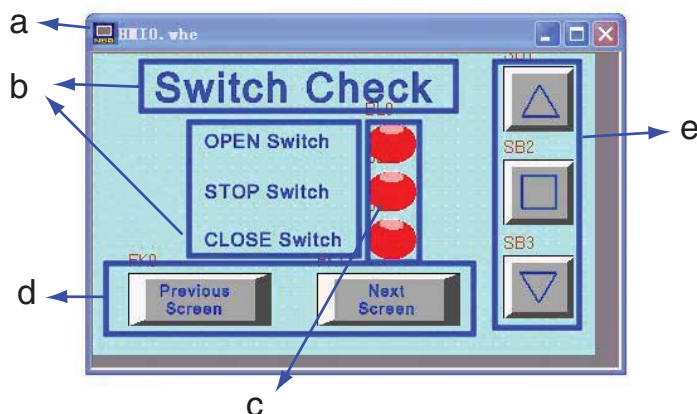 a
HMI0.whe
b
Switch Check
OPEN Switch
STOP Switch
CLOSE Switch
SB2
SB3
e
d
Previous
Screen
Next
Screen
c